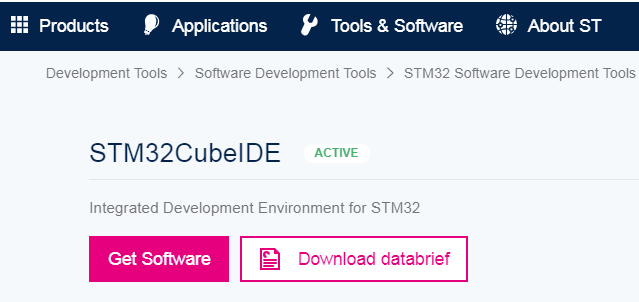 Products Applications Tools & Software About ST
Development Tools > Software Development Tools > STM32 Software Development Tools
STM32CubeIDE ACTIVE
Integrated Development Environment for STM32
Get Software Download databrief